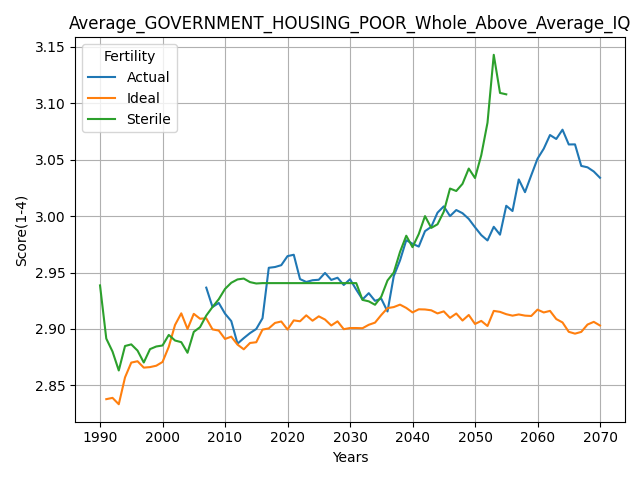 Average_GOVERNMENT_HOUSING_POOR_Whole_Above_Average_IQ
Fertility
Actual
Ideal
Sterile
Score(1-4)
3.15
3.10
3.05
3.00
2.95
2.90
2.85
1990 2000 2010 2020 2030 2040 2050 2060 2070
Years